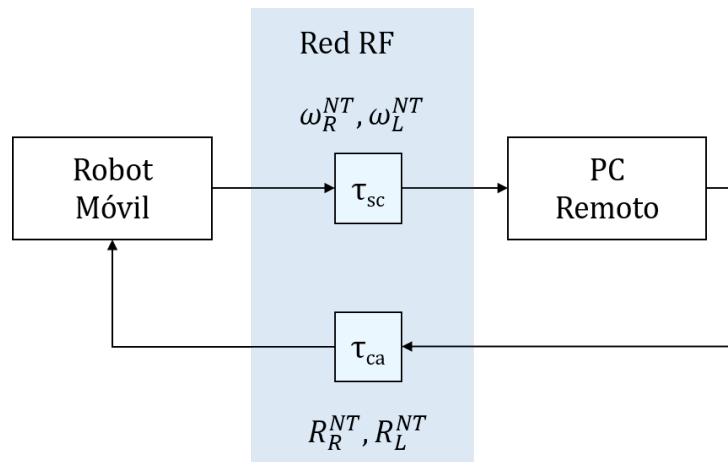 Red RF
ω_R^{NT}, ω_L^{NT}
Robot
Móvil
τ_sc
PC
Remoto
τ_ca
R_R^{NT}, R_L^{NT}